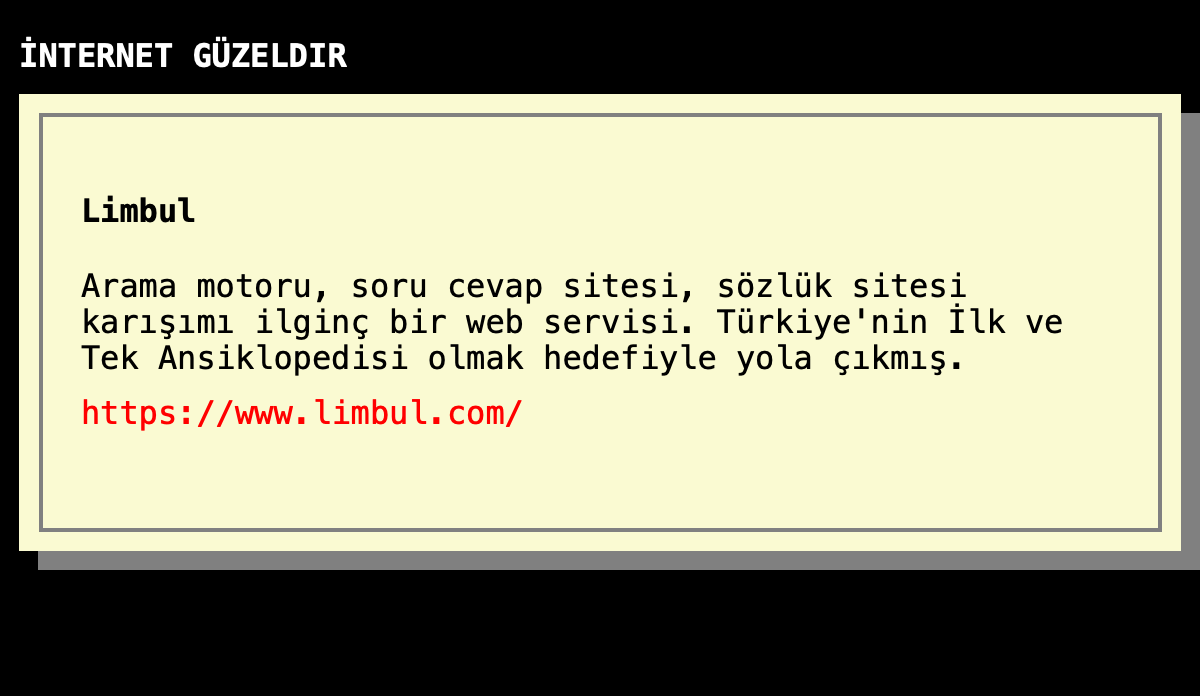 İNTERNET GÜZELDIR
Limbul
Arama motoru, soru cevap sitesi, sözlük sitesi
karışımı ilginç bir web servisi. Türkiye'nin İlk ve
Tek Ansiklopedisi olmak hedefiyle yola çıkmış.
https://www.limbul.com/